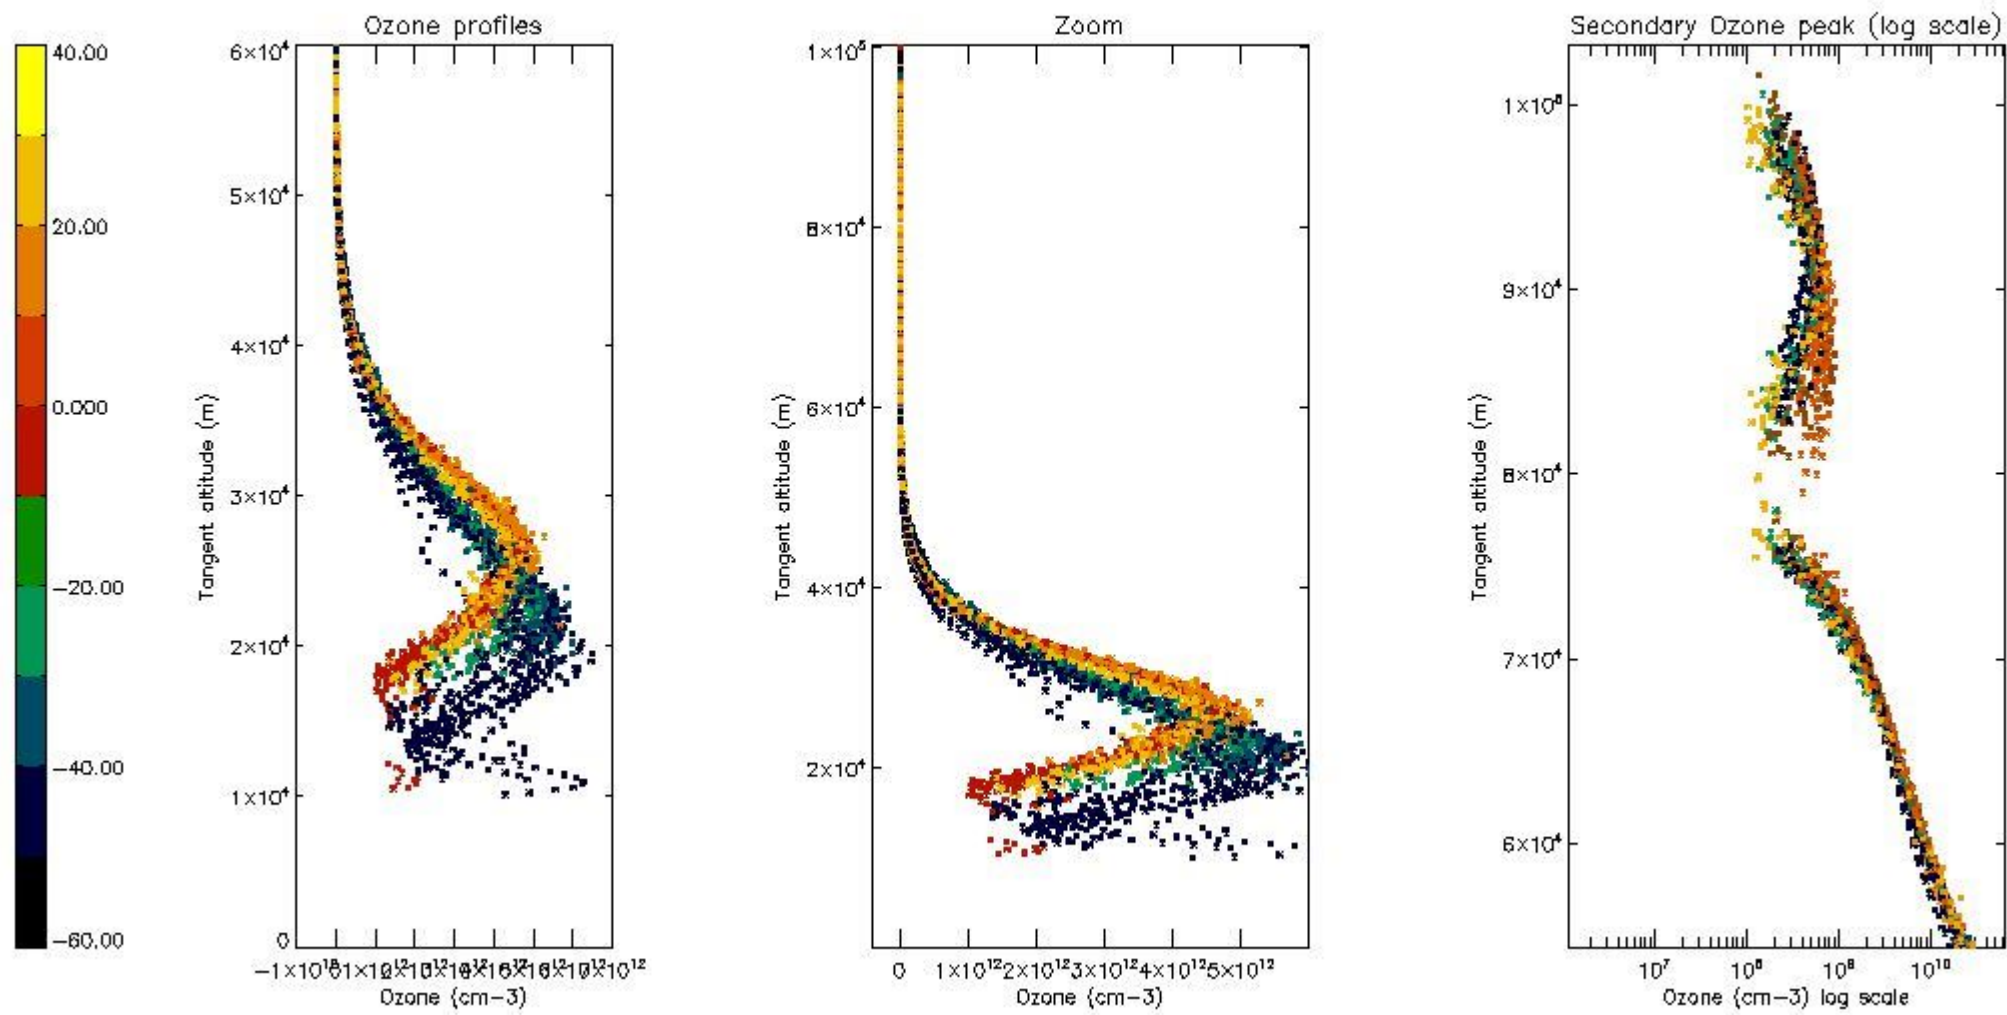 Ozone profiles
Zoom
Secondary Ozone peak (log scale)
40.00
20.00
0.000
−20.00
−40.00
−60.00
6×10⁴
5×10⁴
4×10⁴
3×10⁴
2×10⁴
1×10⁴
0
Tangent altitude (m)
Ozone (cm−3)
1×10⁵
8×10⁴
6×10⁴
4×10⁴
2×10⁴
Tangent altitude (m)
0 1×10¹² 2×10¹² 3×10¹² 4×10¹² 5×10¹²
Ozone (cm−3)
9×10⁴
8×10⁴
7×10⁴
6×10⁴
Tangent altitude (m)
10⁷ 10⁸ 10⁹ 10¹⁰
Ozone (cm−3) log scale